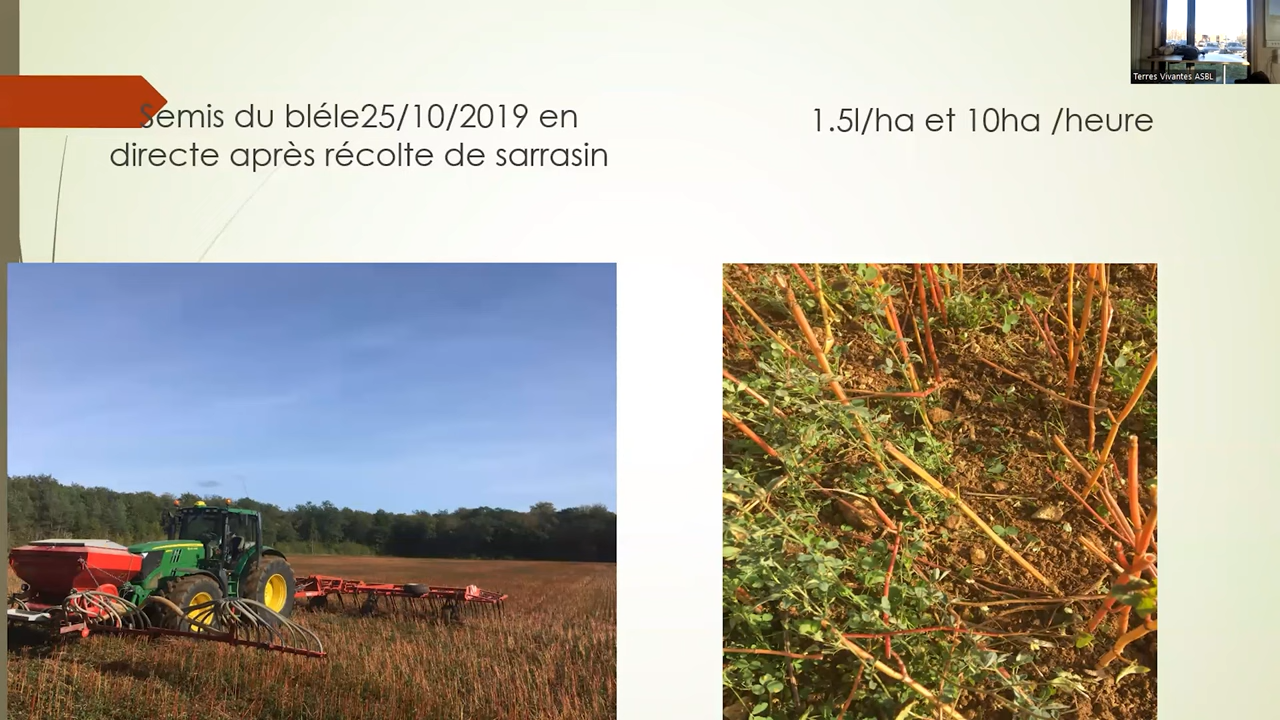 Semis du bléle25/10/2019 en
directe après récolte de sarrasin
1.5l/ha et 10ha /heure
Terres Vivantes ASBL